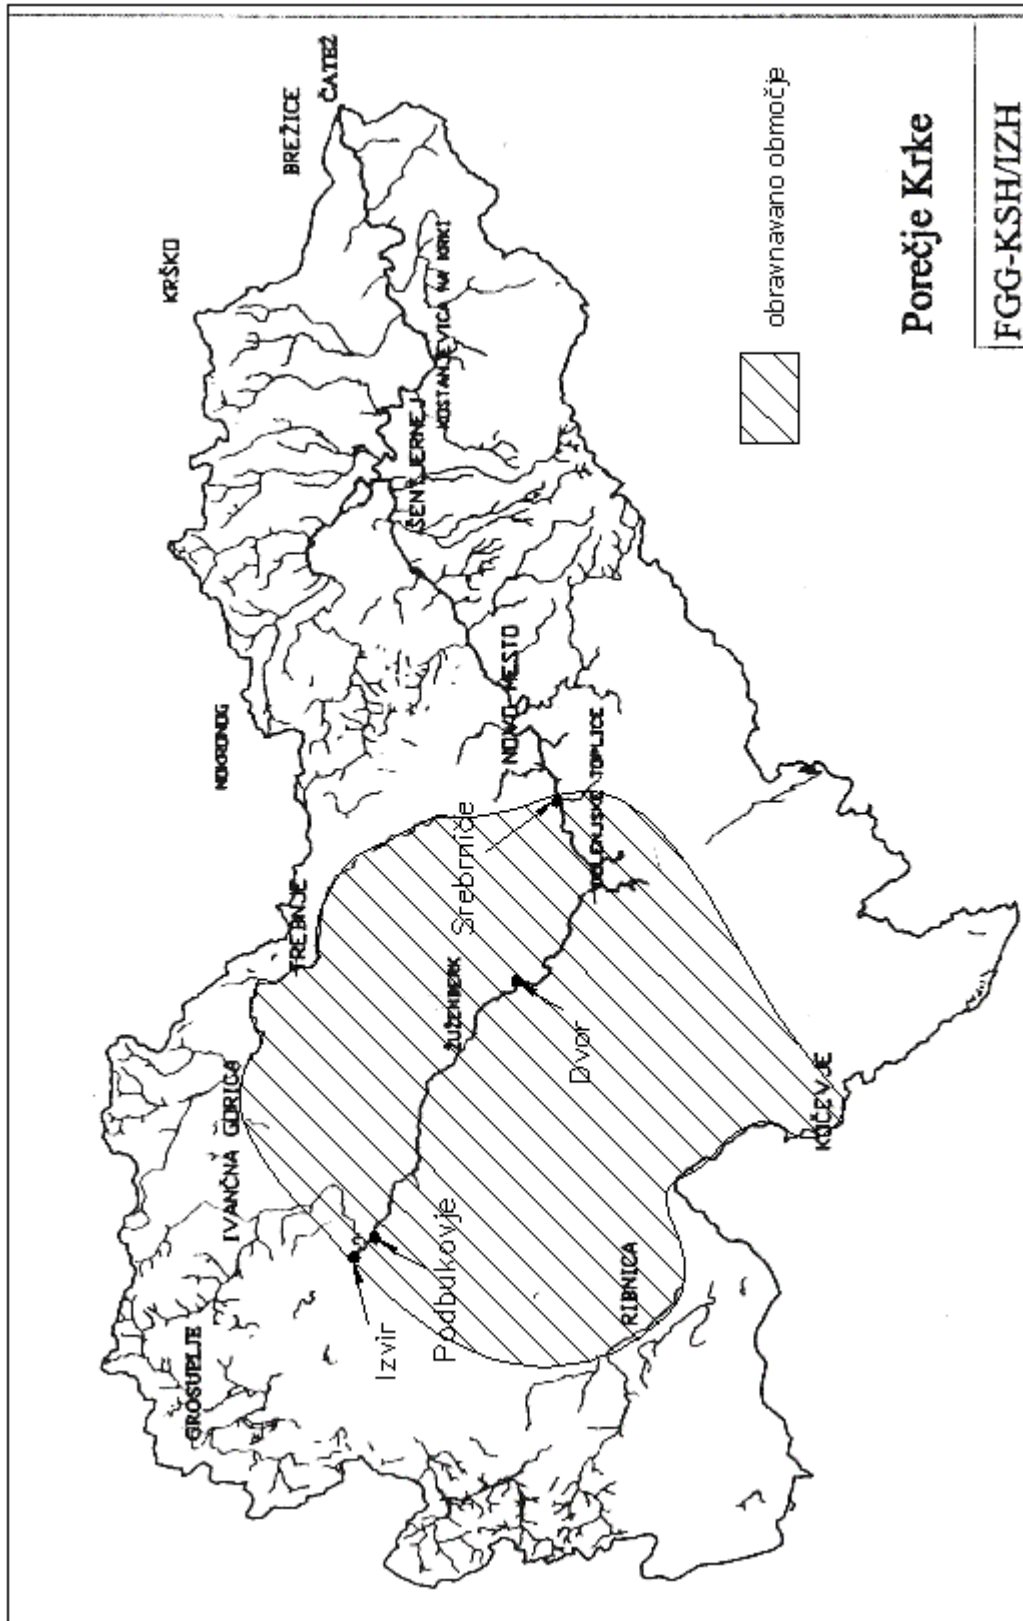 GROSUPLJE
IVANČNA GORICA
TREBNJE
MOKRONOG
KRŠKO
BREŽICE
ČATEŽ
Izvir
Podbukovje
ŽUŽEMBERK
Srebrniče
NOVO MESTO
ŠENTJERNEJ
KOSTANJEVICA NA KRKI
Dvor
DOLENJSKE TOPLICE
RIBNICA
KOČEVJE
obravnavano območje
Porečje Krke
FGG-KSH/IZH